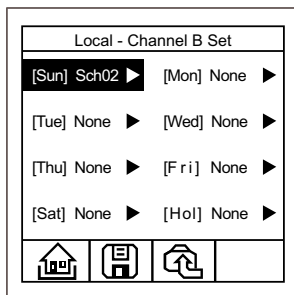 Local - Channel B Set
[Sun] Sch02 ▶ [Mon] None ▶
[Tue] None ▶ [Wed] None ▶
[Thu] None ▶ [Fri] None ▶
[Sat] None ▶ [Hol] None ▶